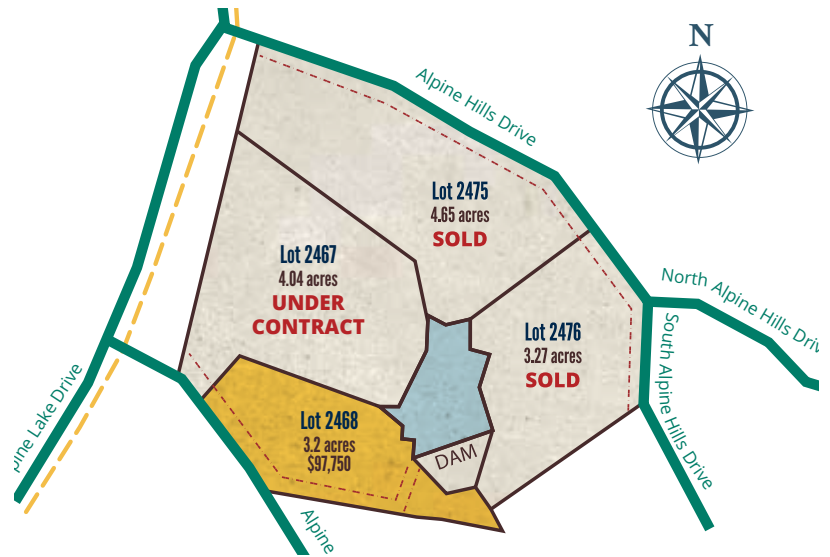 N
Alpine Hills Drive
Lot 2475
4.65 acres
SOLD
Lot 2467
4.04 acres
UNDER
CONTRACT
North Alpine Hills Driv
Lot 2476
3.27 acres
SOLD
South Alpine Hills Drive
pine Lake Drive
Lot 2468
3.2 acres
$97,750
DAM
Alpine